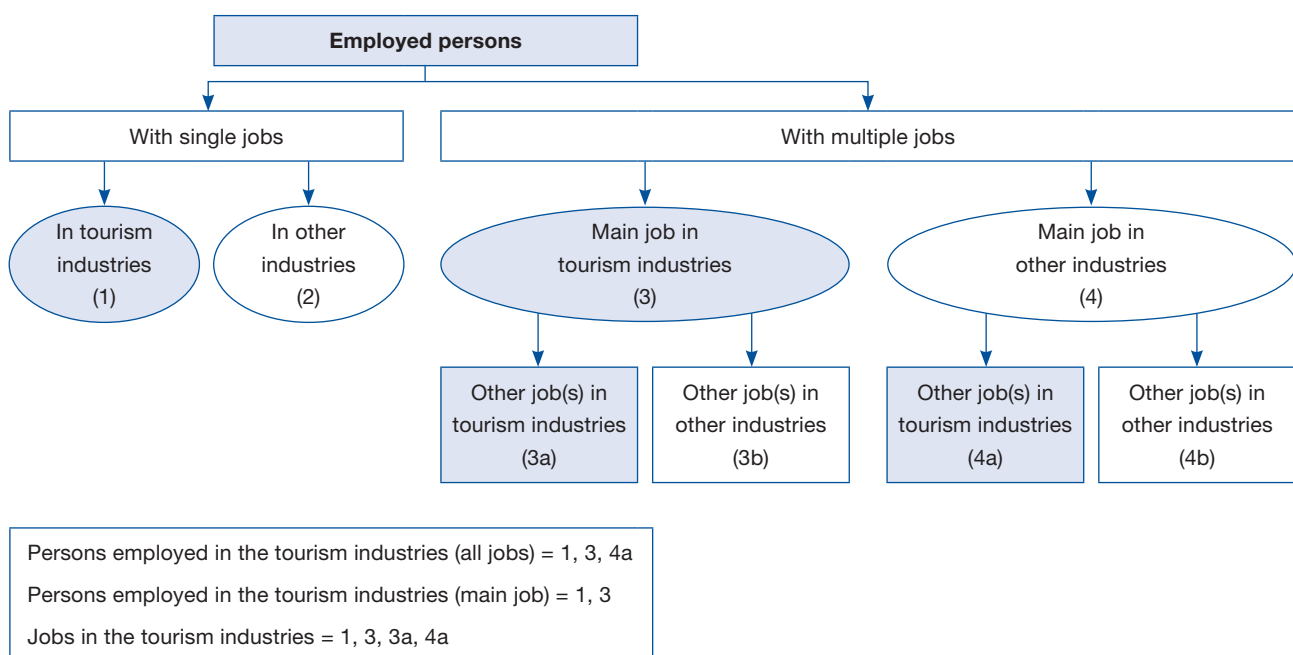 Employed persons
With single jobs
With multiple jobs
In tourism
industries
(1)
In other
industries
(2)
Main job in
tourism industries
(3)
Main job in
other industries
(4)
Other job(s) in
tourism industries
(3a)
Other job(s) in
other industries
(3b)
Other job(s) in
tourism industries
(4a)
Other job(s) in
other industries
(4b)
Persons employed in the tourism industries (all jobs) = 1, 3, 4a
Persons employed in the tourism industries (main job) = 1, 3
Jobs in the tourism industries = 1, 3, 3a, 4a